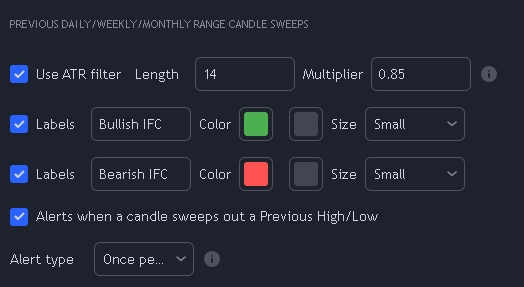 PREVIOUS DAILY/WEEKLY/MONTHLY RANGE CANDLE SWEEPS
Use ATR filter Length 14 Multiplier 0.85
Labels Bullish IFC Color Size Small
Labels Bearish IFC Color Size Small
Alerts when a candle sweeps out a Previous High/Low
Alert type Once pe...